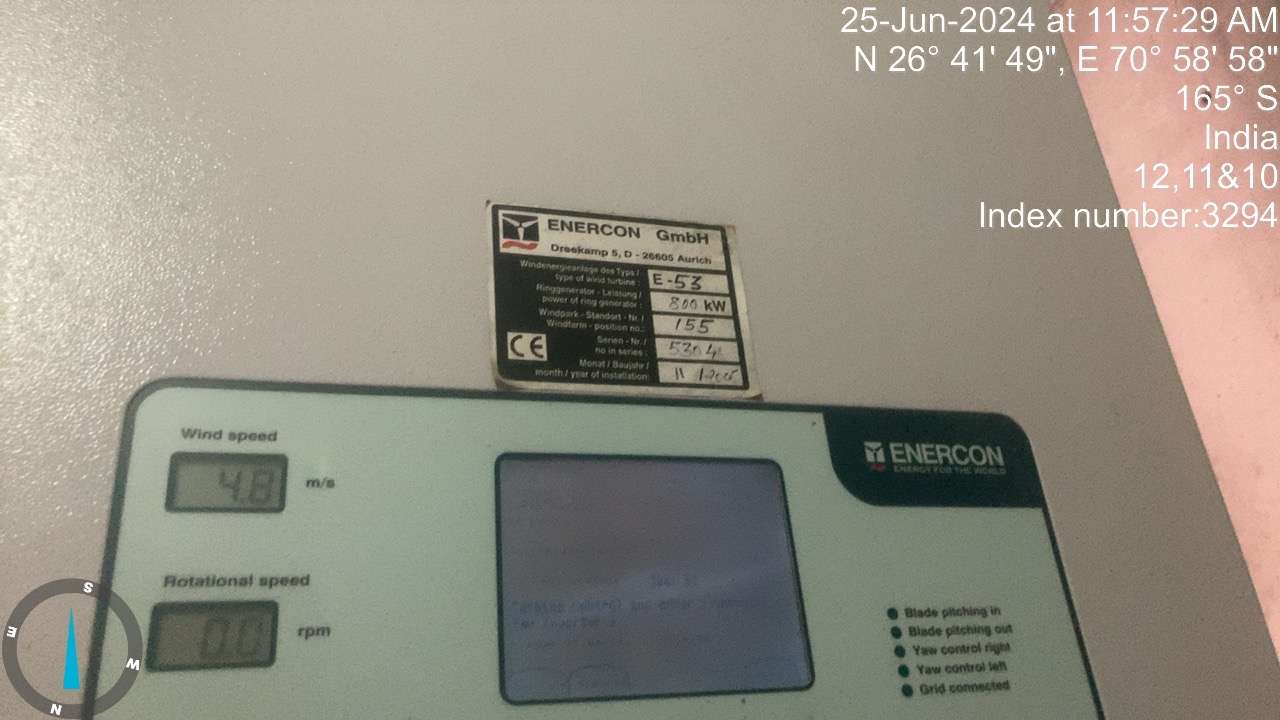 25-Jun-2024 at 11:57:29 AM
N 26° 41' 49", E 70° 58' 58"
165° S
India
12,11&10
Index number:3294
ENERCON GmbH
Dreekamp 5, D - 26605 Aurich
Windenergieanlage des Typs /
type of wind turbine : E-53
Ringgenerator - Leistung /
power of ring generator : 800 kW
Windpark - Standort - Nr. /
Windfarm - position no.: 155
Serien - Nr. /
no in series :
CE
Monat / Baujahr /
month / year of installation: 11
ENERCON
ENERGY FOR THE WORLD
Wind speed
4.8 m/s
Rotational speed
0.0 rpm
Blade pitching in
Blade pitching out
Yaw control right
Yaw control left
Grid connected
S
E
W
N